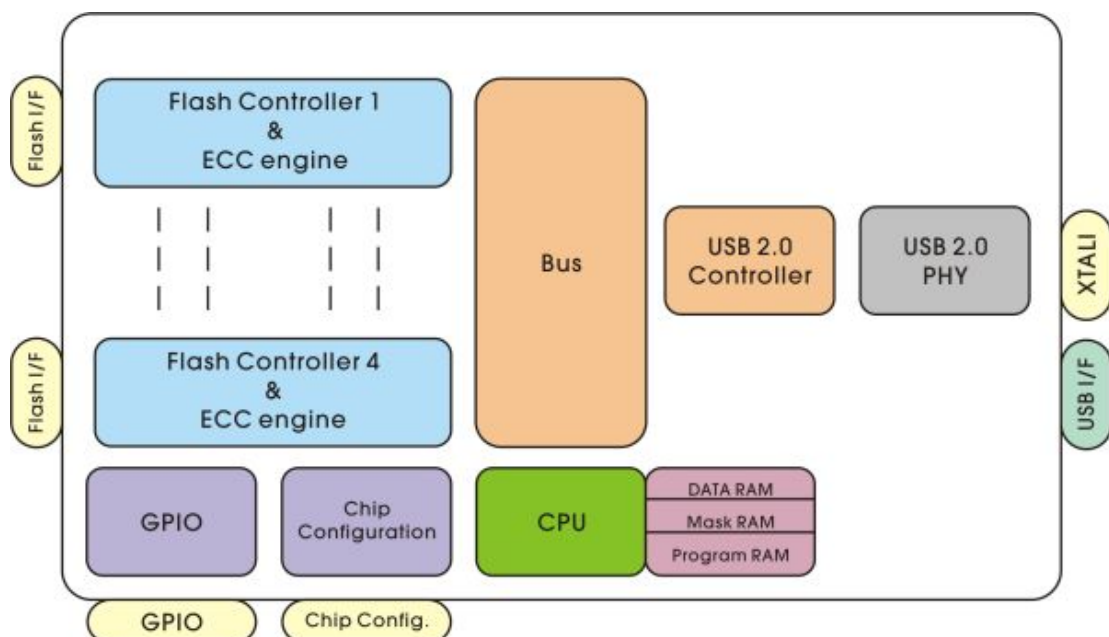 Flash I/F
Flash Controller 1
&
ECC engine
Flash I/F
Flash Controller 4
&
ECC engine
Bus
USB 2.0
Controller
USB 2.0
PHY
XTALI
USB I/F
GPIO
Chip
Configuration
CPU
DATA RAM
Mask RAM
Program RAM
GPIO
Chip Config.